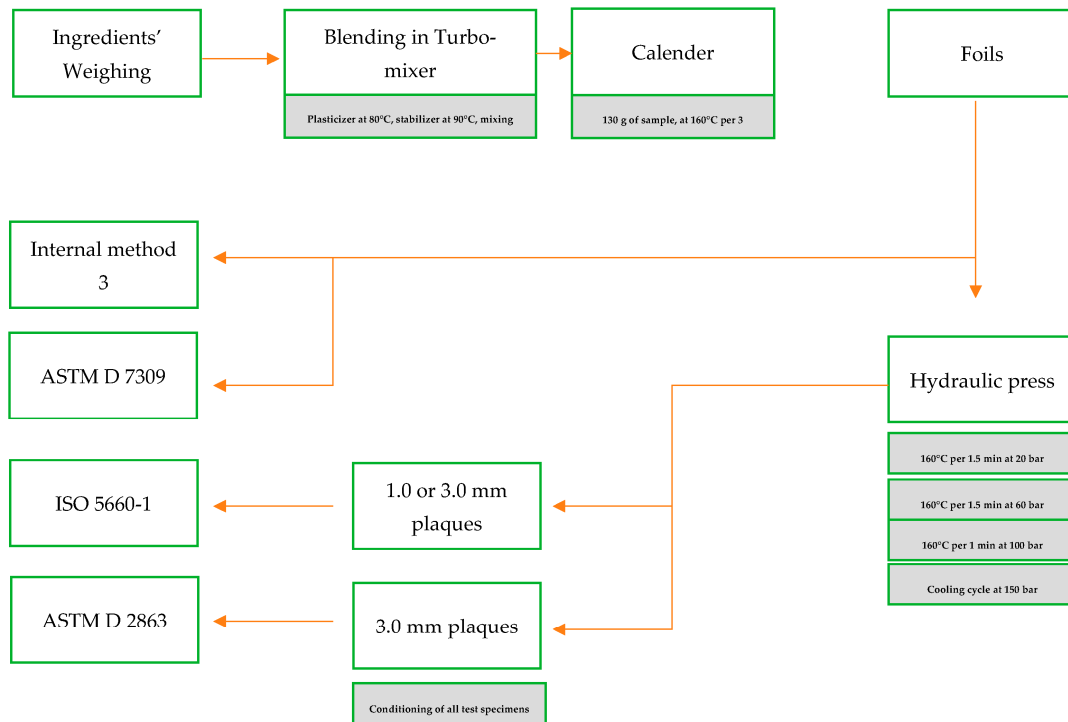 Ingredients’
Weighing
Blending in Turbo-
mixer
Plasticizer at 80°C, stabilizer at 90°C, mixing
Calender
130 g of sample, at 160°C per 3
Foils
Internal method
3
ASTM D 7309
Hydraulic press
160°C per 1.5 min at 20 bar
160°C per 1.5 min at 60 bar
160°C per 1 min at 100 bar
Cooling cycle at 150 bar
ISO 5660-1
1.0 or 3.0 mm
plaques
ASTM D 2863
3.0 mm plaques
Conditioning of all test specimens